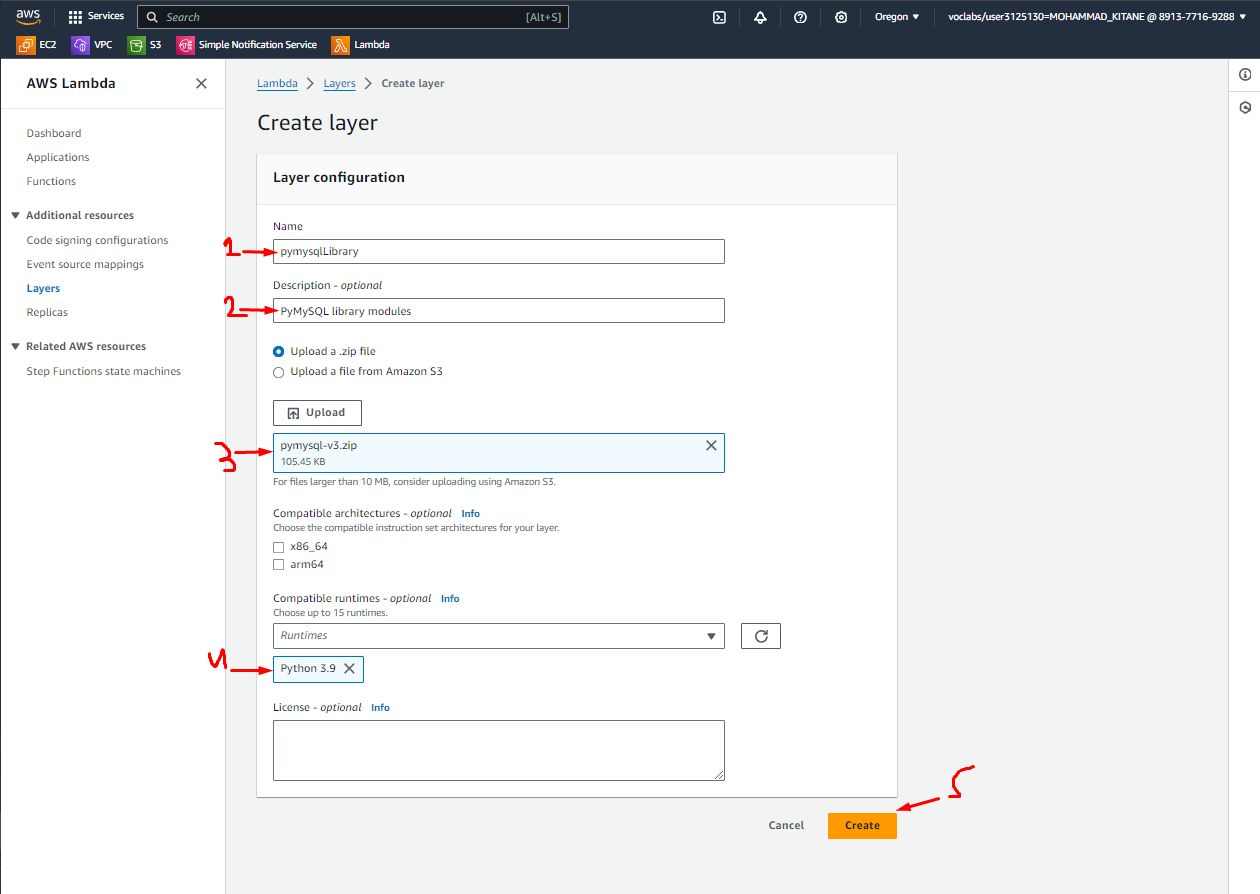 aws
Services
Search
[Alt+S]
Oregon
voclabs/user3125130=MOHAMMAD_KITANE @ 8913-7716-9288
EC2
VPC
S3
Simple Notification Service
Lambda
AWS Lambda
Dashboard
Applications
Functions
Additional resources
Code signing configurations
Event source mappings
Layers
Replicas
Related AWS resources
Step Functions state machines
Lambda
Layers
Create layer
Create layer
Layer configuration
Name
1
pymysqlLibrary
Description - optional
2
PyMySQL library modules
Upload a .zip file
Upload a file from Amazon S3
Upload
3
pymysql-v3.zip
105.45 KB
For files larger than 10 MB, consider uploading using Amazon S3.
Compatible architectures - optional Info
Choose the compatible instruction set architectures for your layer.
x86_64
arm64
Compatible runtimes - optional Info
Choose up to 15 runtimes.
Runtimes
4
Python 3.9
License - optional Info
5
Cancel
Create